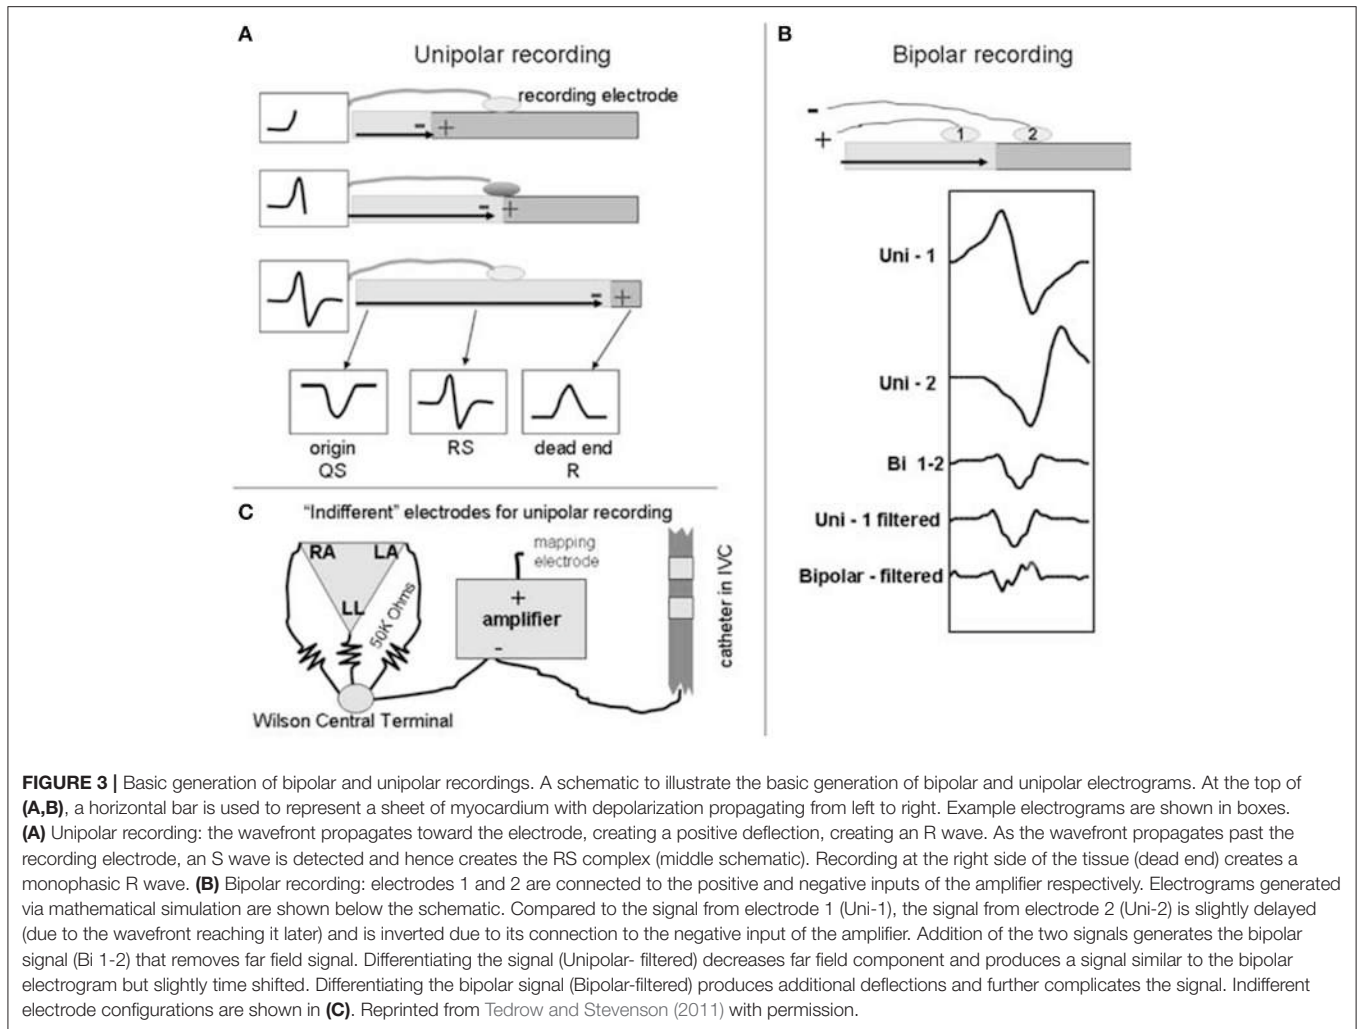 A
Unipolar recording
recording electrode
- +
- +
- +
origin
QS
RS
dead end
R
B
Bipolar recording
-
+
1
2
Uni - 1
Uni - 2
Bi 1-2
Uni - 1 filtered
Bipolar - filtered
C
"Indifferent" electrodes for unipolar recording
RA
LA
LL
50K Ohms
Wilson Central Terminal
mapping
electrode
+
amplifier
-
catheter in IVC
FIGURE 3 | Basic generation of bipolar and unipolar recordings. A schematic to illustrate the basic generation of bipolar and unipolar electrograms. At the top of
(A,B), a horizontal bar is used to represent a sheet of myocardium with depolarization propagating from left to right. Example electrograms are shown in boxes.
(A) Unipolar recording: the wavefront propagates toward the electrode, creating a positive deflection, creating an R wave. As the wavefront propagates past the
recording electrode, an S wave is detected and hence creates the RS complex (middle schematic). Recording at the right side of the tissue (dead end) creates a
monophasic R wave. (B) Bipolar recording: electrodes 1 and 2 are connected to the positive and negative inputs of the amplifier respectively. Electrograms generated
via mathematical simulation are shown below the schematic. Compared to the signal from electrode 1 (Uni-1), the signal from electrode 2 (Uni-2) is slightly delayed
(due to the wavefront reaching it later) and is inverted due to its connection to the negative input of the amplifier. Addition of the two signals generates the bipolar
signal (Bi 1-2) that removes far field signal. Differentiating the signal (Unipolar- filtered) decreases far field component and produces a signal similar to the bipolar
electrogram but slightly time shifted. Differentiating the bipolar signal (Bipolar-filtered) produces additional deflections and further complicates the signal. Indifferent
electrode configurations are shown in (C). Reprinted from Tedrow and Stevenson (2011) with permission.